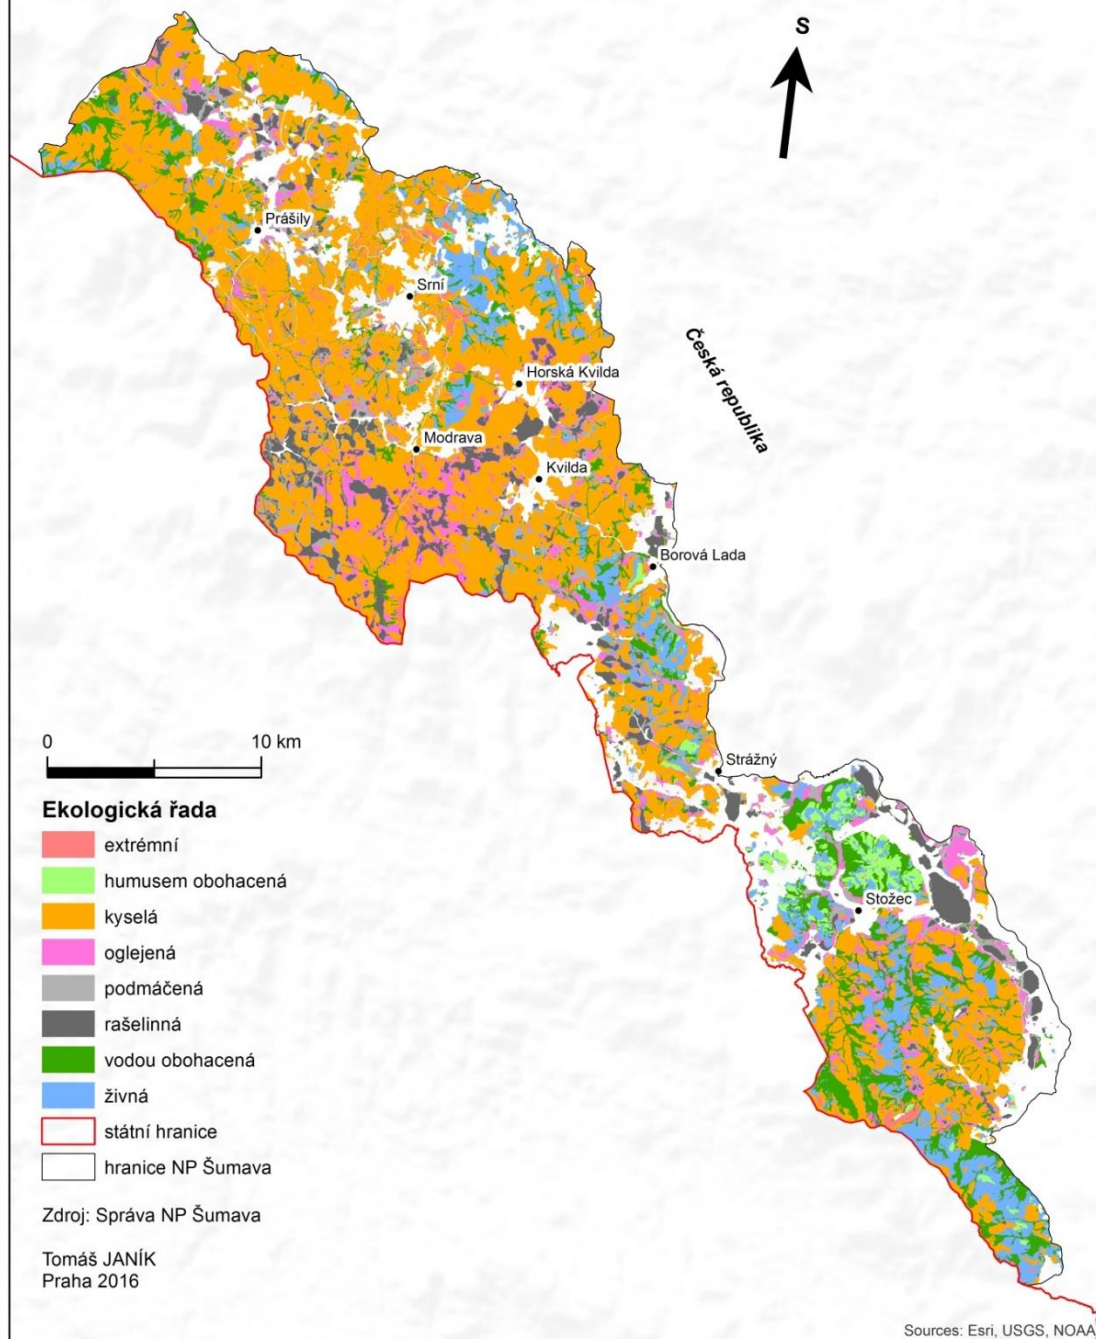 S
Prášily
Srní
Česká republika
Horská Kvilda
Modrava
Kvilda
Borová Lada
0 10 km
Strážný
Stožec
Ekologická řada
extrémní
humusem obohacená
kyselá
oglejená
podmáčená
rašelinná
vodou obohacená
živná
státní hranice
hranice NP Šumava
Zdroj: Správa NP Šumava
Tomáš JANÍK
Praha 2016
Sources: Esri, USGS, NOAA